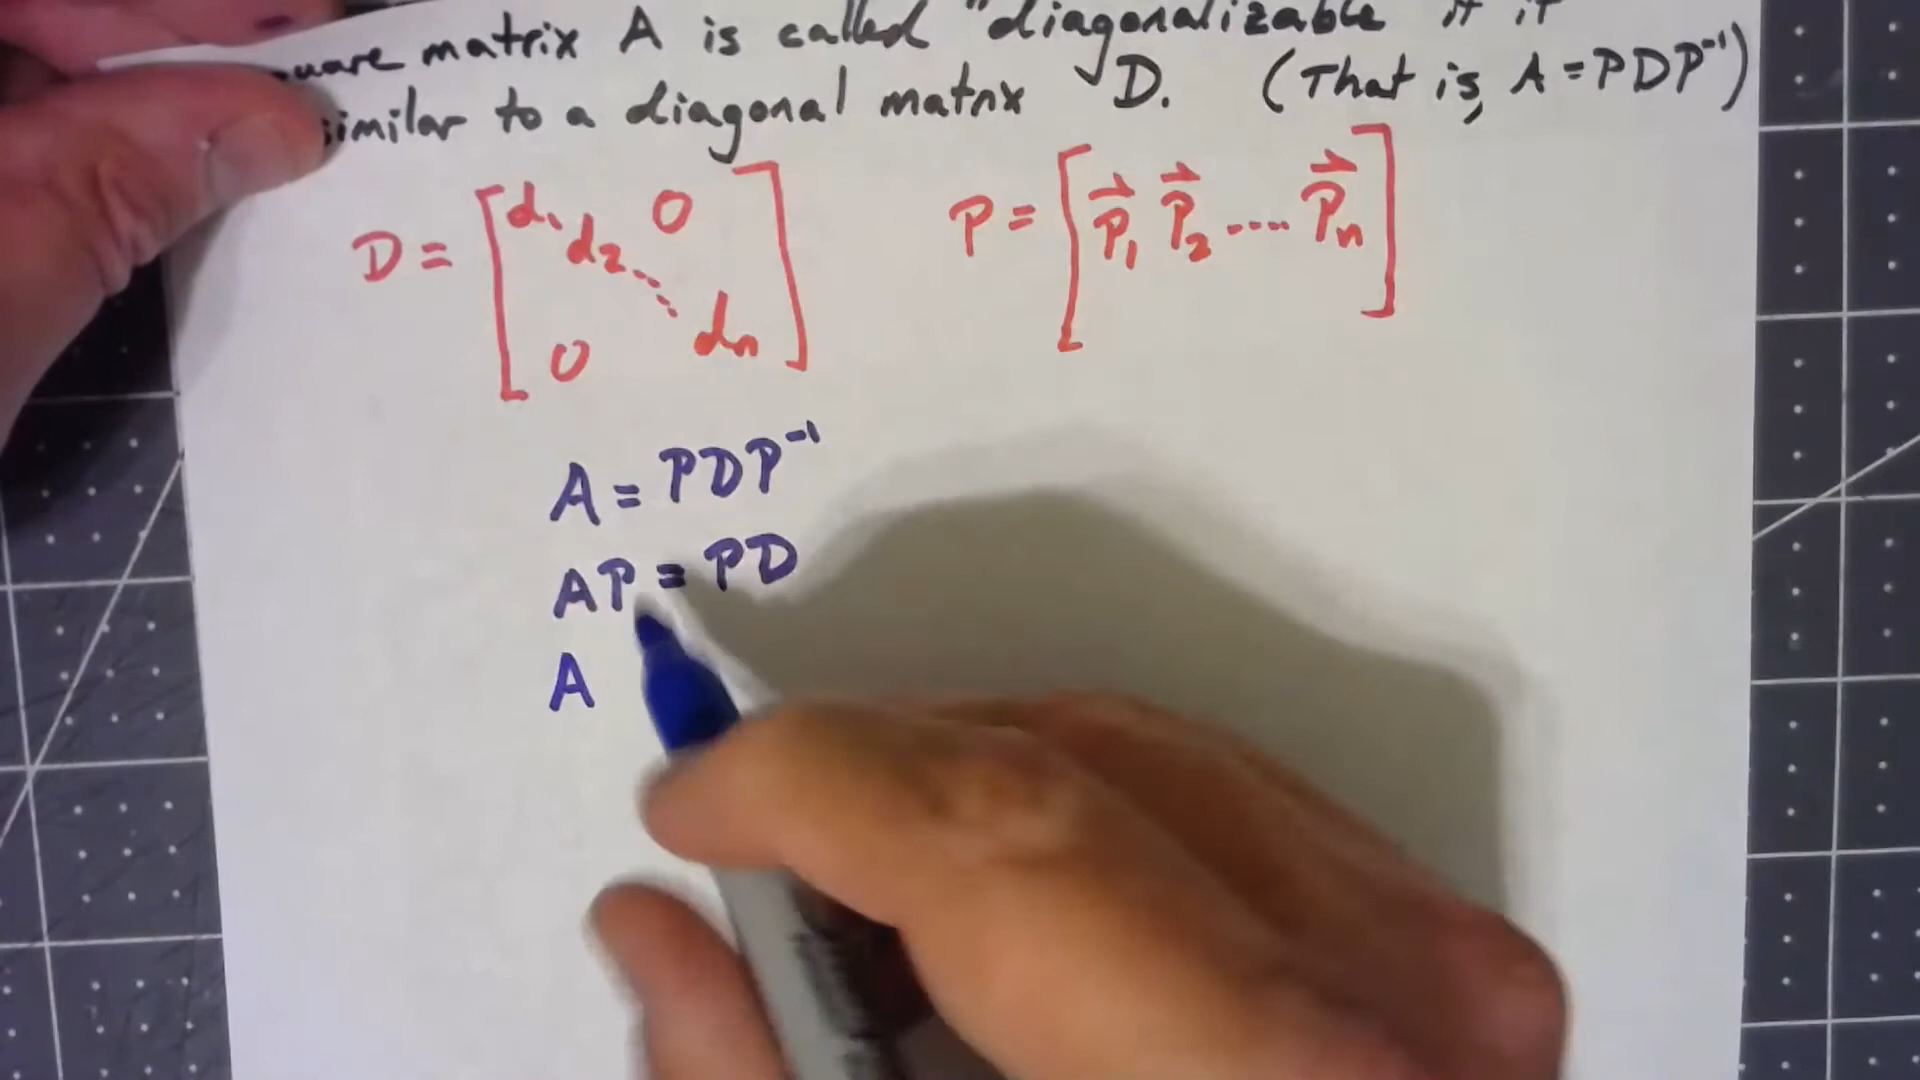 matrix A is called "diagonalizable if it
similar to a diagonal matrix D. (That is, A = PDP⁻¹)
D = [d₁ d₂ ... dₙ 0 0] P = [p⃗₁ p⃗₂ .... p⃗ₙ]
A = PDP⁻¹
AP = PD
A